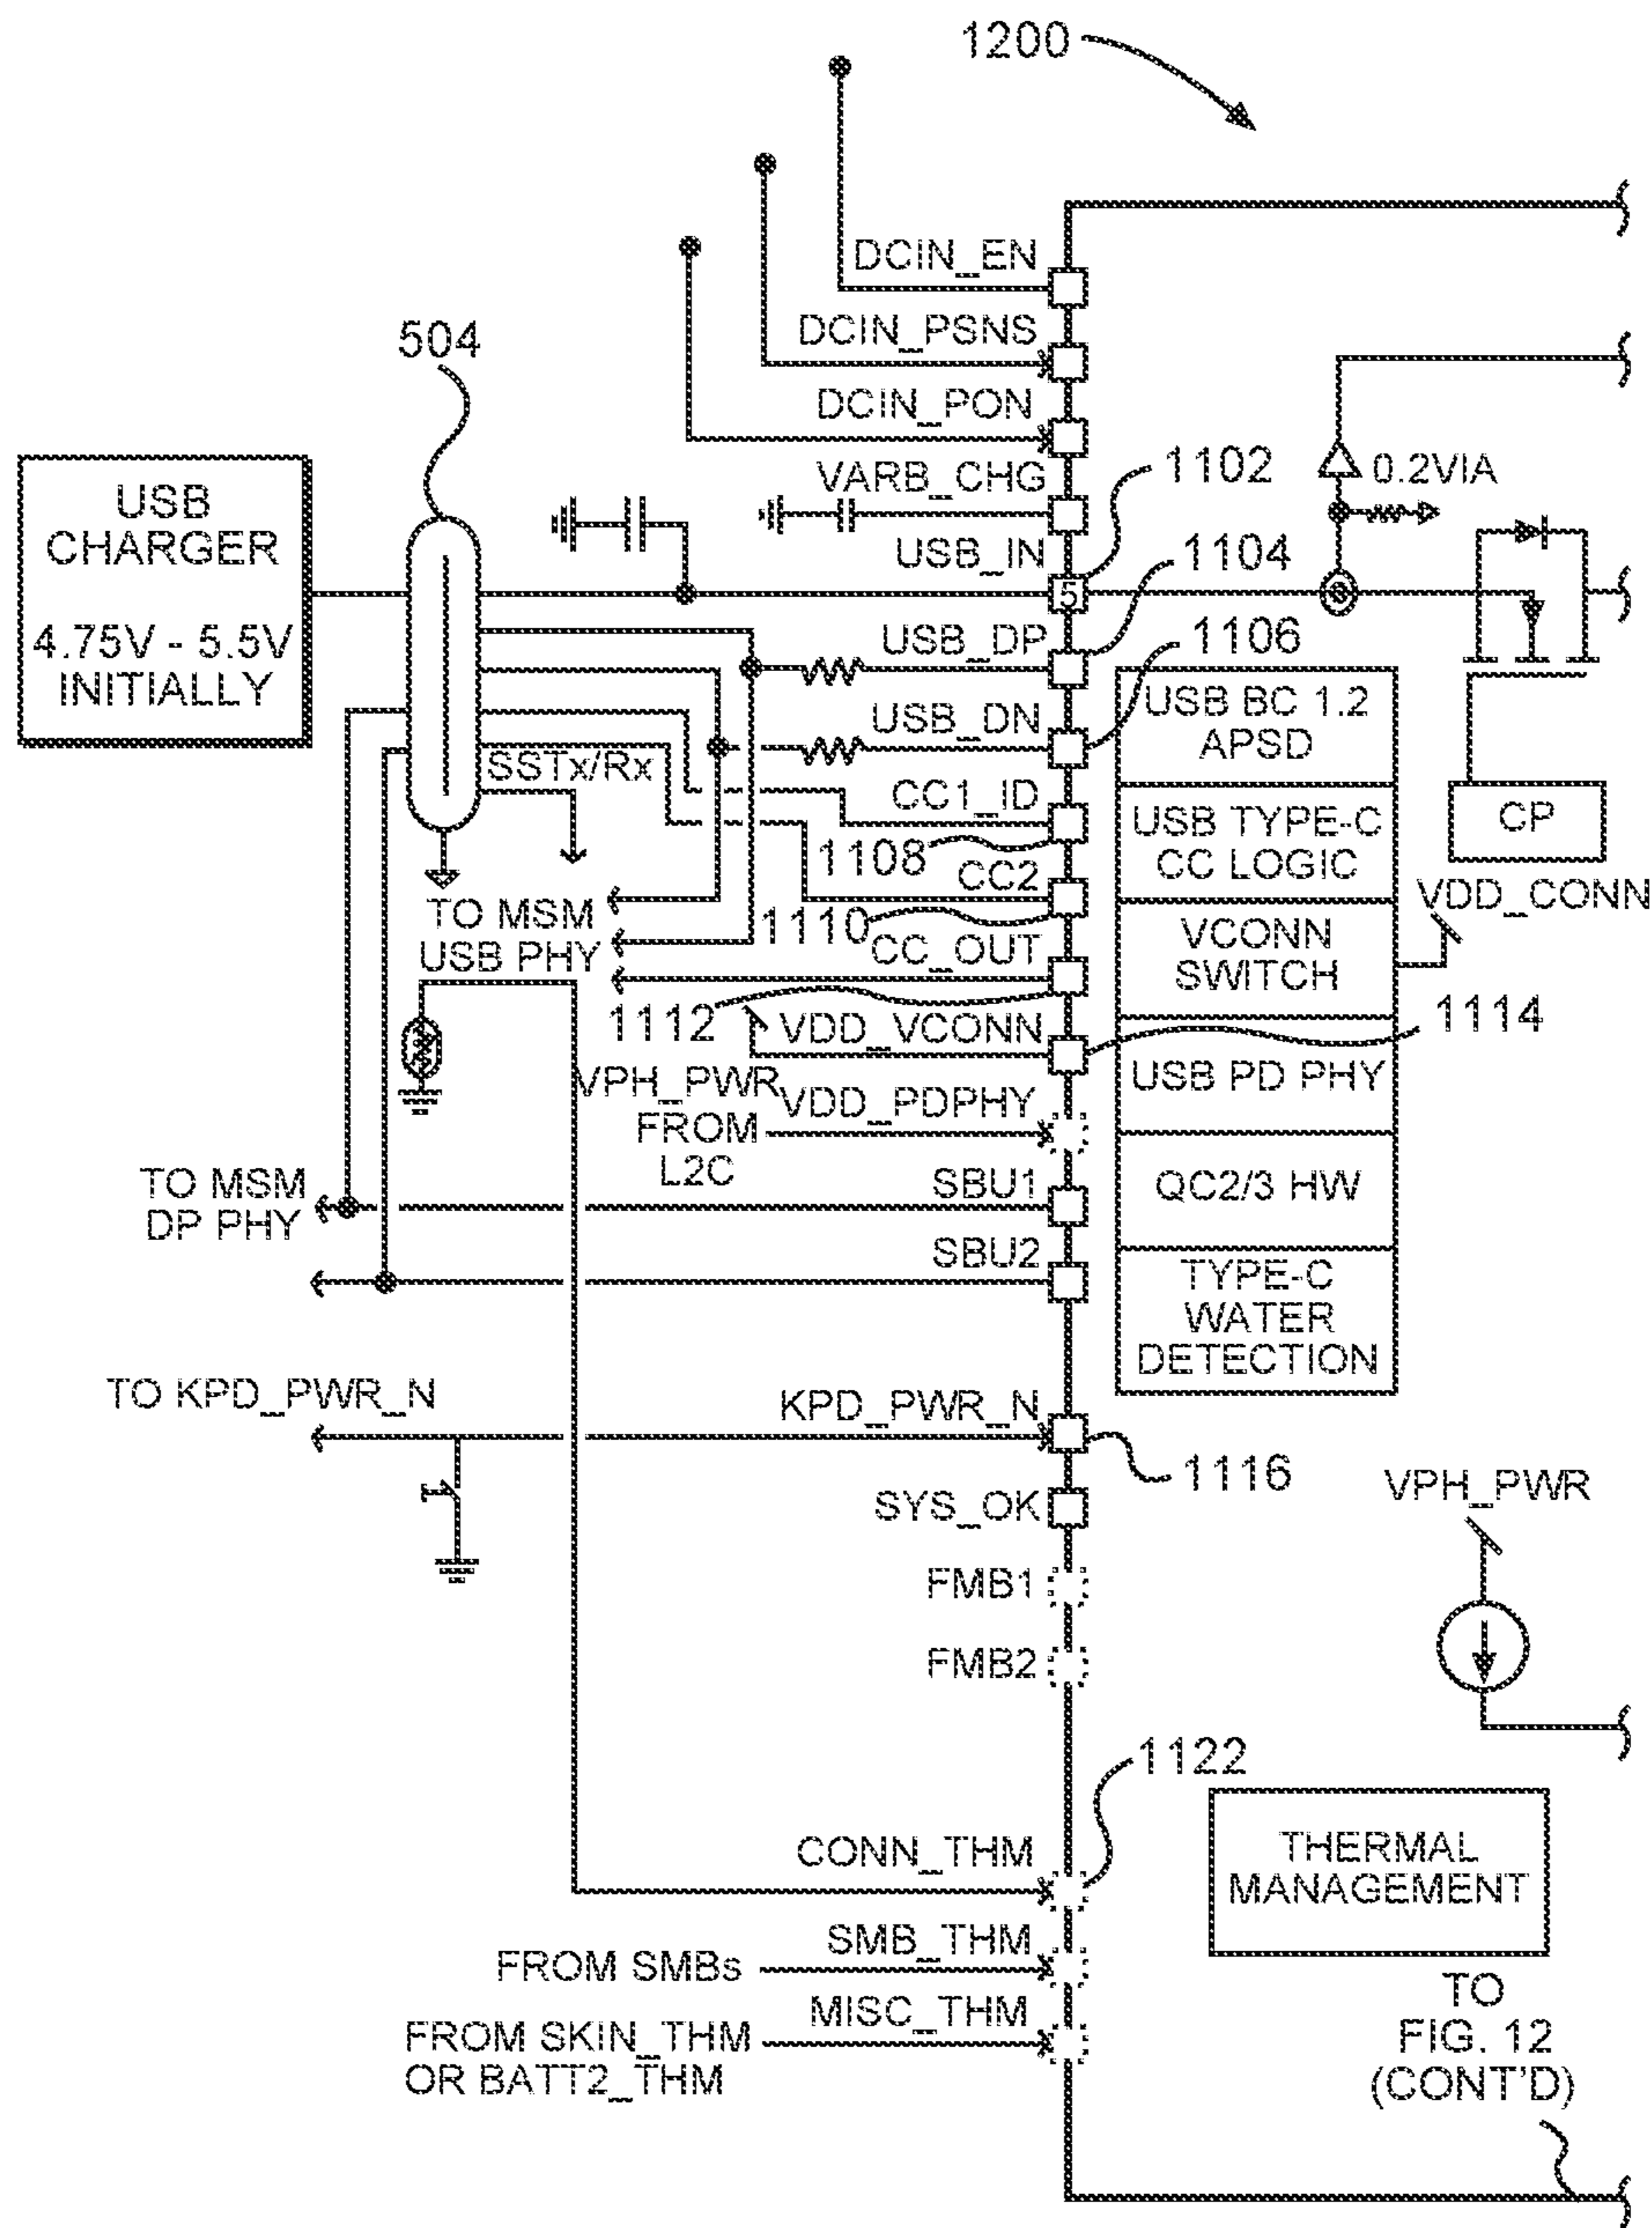 1200
DCIN_EN
504
DCIN_PSNS
DCIN_PON
VARB_CHG
1102
0.2VIA
USB
CHARGER
4.75V - 5.5V
INITIALLY
USB_IN
5
1104
USB_DP
1106
USB_DN
USB BC 1.2
APSD
SSTx/Rx
CC1_ID
1108
USB TYPE-C
CC LOGIC
CP
CC2
1110
TO MSM
USB PHY
CC_OUT
VCONN
SWITCH
VDD_CONN
1112
VDD_VCONN
1114
VPH_PWR
VDD_PDPHY
USB PD PHY
FROM
L2C
TO MSM
DP PHY
SBU1
QC2/3 HW
SBU2
TYPE-C
WATER
DETECTION
TO KPD_PWR_N
KPD_PWR_N
1116
SYS_OK
VPH_PWR
FMB1
FMB2
1122
CONN_THM
THERMAL
MANAGEMENT
FROM SMBs
SMB_THM
MISC_THM
FROM SKIN_THM
OR BATT2_THM
TO
FIG. 12
(CONT'D)